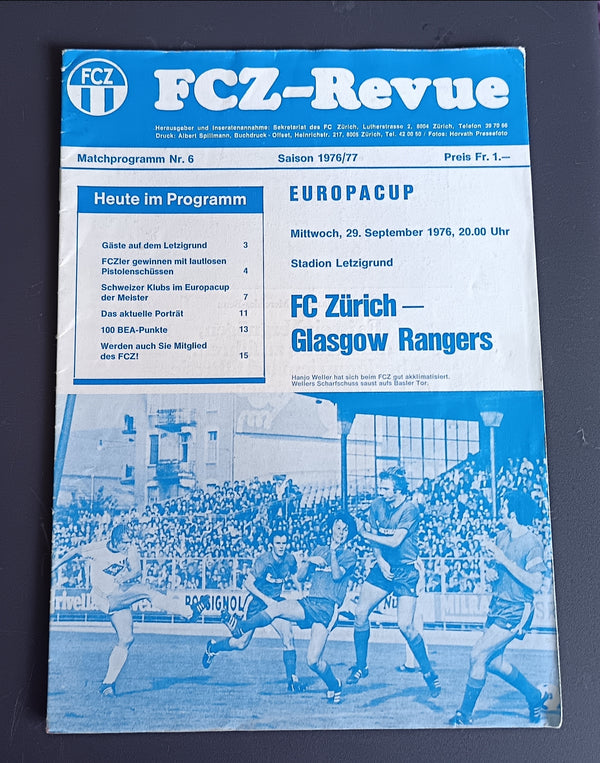 FCZ
FCZ-Revue
Herausgeber und Inseratenannahme: Sekretariat des FC Zürich, Lutherstrasse 2, 8004 Zürich, Telefon 39 70 66
Druck: Albert Spillmann, Buchdruck - Offset, Heinrichstr. 217, 8005 Zürich, Tel. 42 00 50 / Fotos: Horvath Pressefoto
Matchprogramm Nr. 6 Saison 1976/77 Preis Fr. 1.—
Heute im Programm
Gäste auf dem Letzigrund 3
FCZler gewinnen mit lautlosen
Pistolenschüssen 4
Schweizer Klubs im Europacup
der Meister 7
Das aktuelle Porträt 11
100 BEA-Punkte 13
Werden auch Sie Mitglied
des FCZ! 15
EUROPACUP
Mittwoch, 29. September 1976, 20.00 Uhr
Stadion Letzigrund
FC Zürich —
Glasgow Rangers
Hanjo Weller hat sich beim FCZ gut akklimatisiert.
Wellers Scharfschuss saust aufs Basler Tor.
ROSSIGNOL